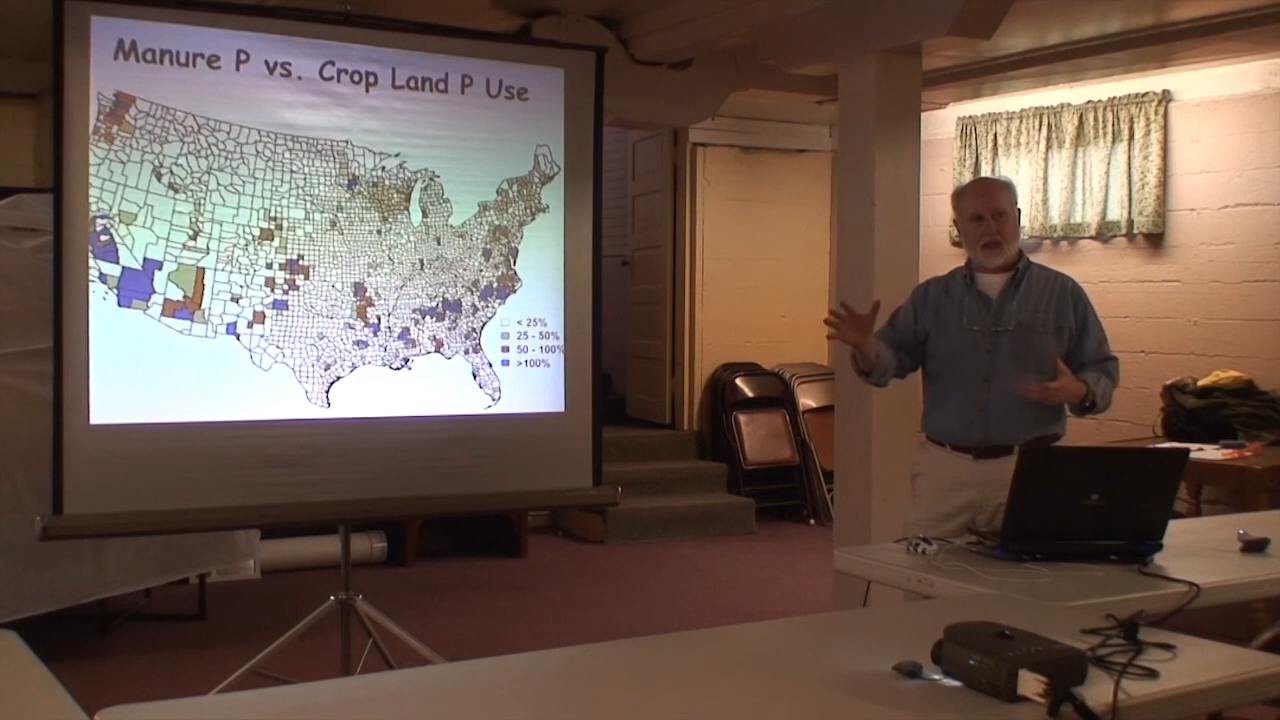 Manure P vs. Crop Land P Use
< 25%
25 - 50%
50 - 100%
>100%